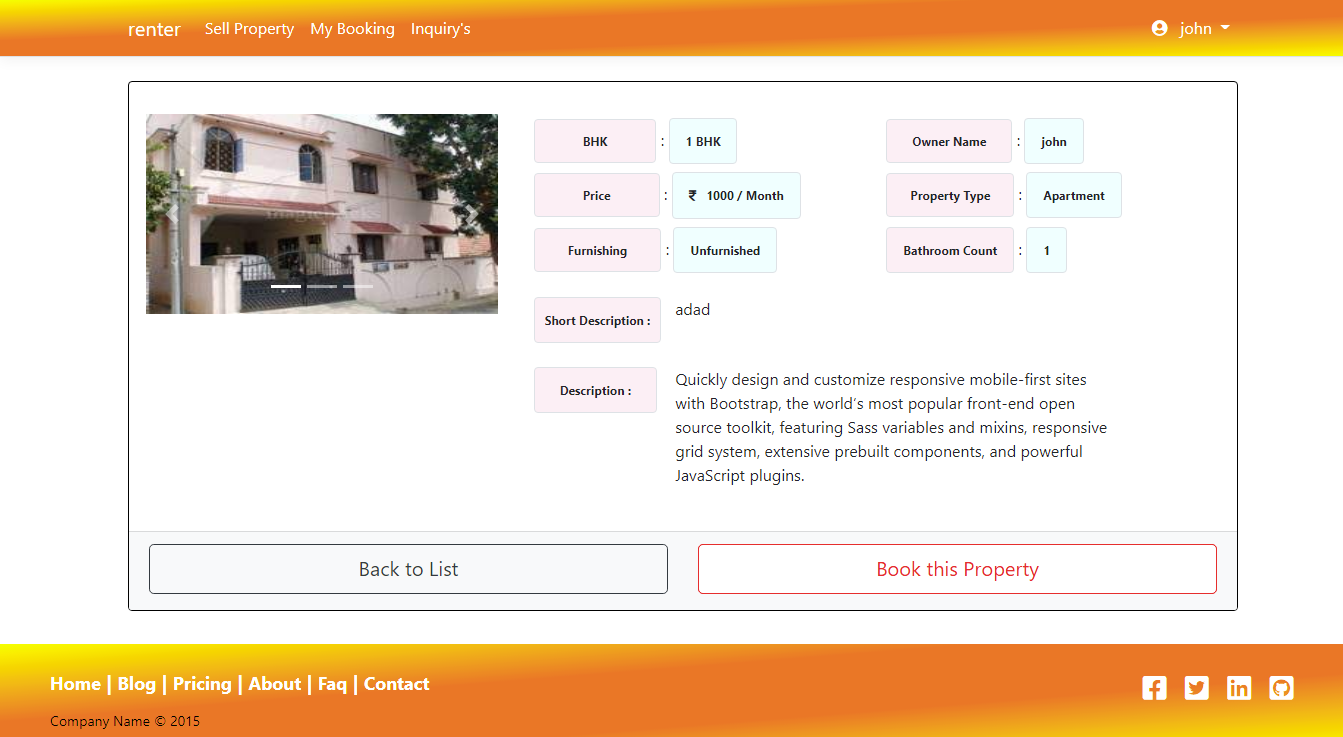 renter Sell Property My Booking Inquiry's john
BHK : 1 BHK Owner Name : john
Price : ₹ 1000 / Month Property Type : Apartment
Furnishing : Unfurnished Bathroom Count : 1
Short Description : adad
Description : Quickly design and customize responsive mobile-first sites
with Bootstrap, the world's most popular front-end open
source toolkit, featuring Sass variables and mixins, responsive
grid system, extensive prebuilt components, and powerful
JavaScript plugins.
Back to List Book this Property
Home | Blog | Pricing | About | Faq | Contact
Company Name © 2015